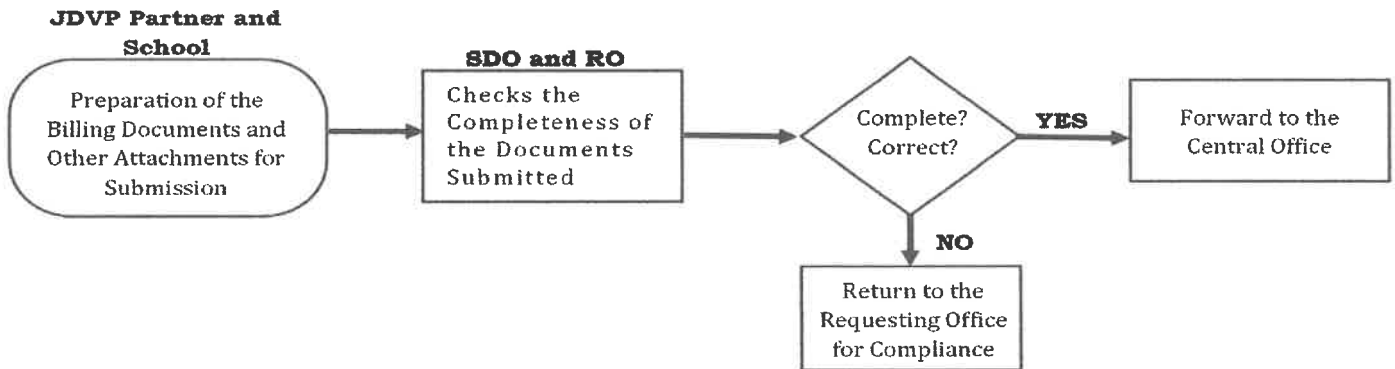 JDVP Partner and
School
Preparation of the
Billing Documents and
Other Attachments for
Submission
SDO and RO
Checks the
Completeness of
the Documents
Submitted
Complete?
Correct?
YES
Forward to the
Central Office
NO
Return to the
Requesting Office
for Compliance